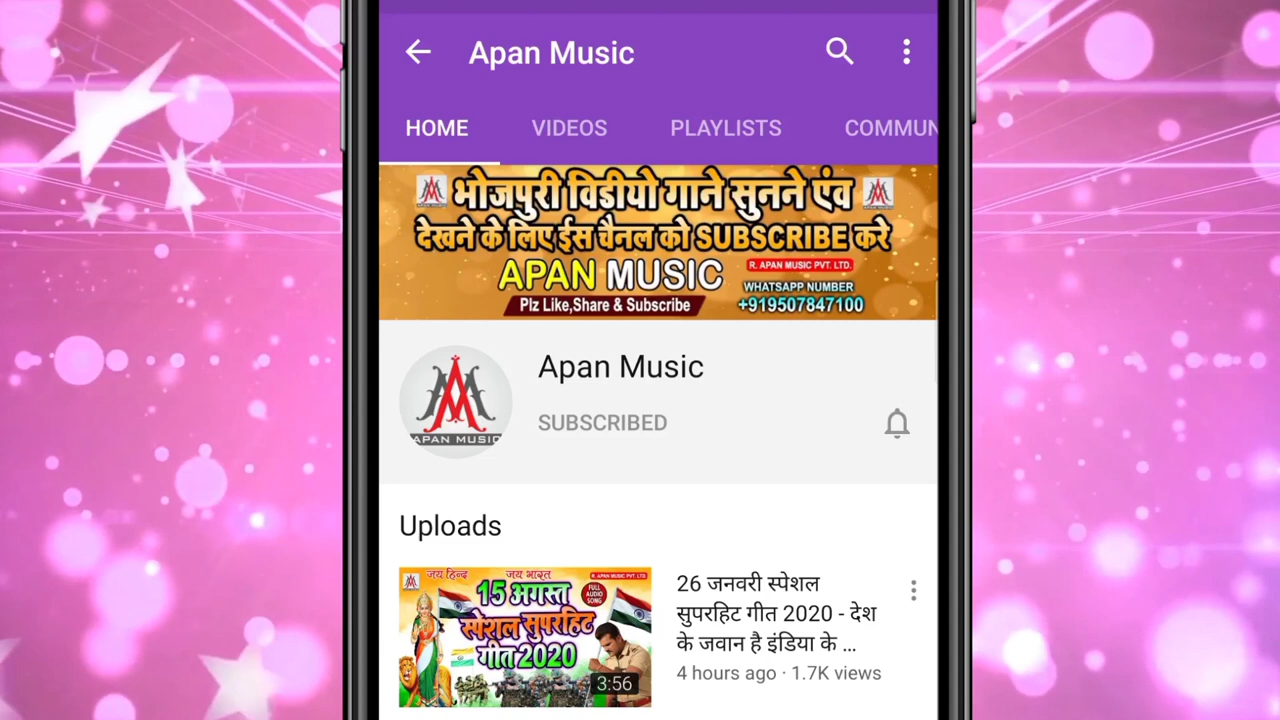 Apan Music
HOME VIDEOS PLAYLISTS COMMUN
भोजपुरी विडीयो गाने सुनने एंव
देखने के लिए ईस चैनल को SUBSCRIBE करे
APAN MUSIC
R. APAN MUSIC PVT. LTD.
WHATSAPP NUMBER
+919507847100
Plz Like,Share & Subscribe
Apan Music
SUBSCRIBED
APAN MUSIC
Uploads
जय हिन्द जय भारत
R. APAN MUSIC PVT. LTD
15 अगस्त
FULL
AUDIO
SONG
स्पेशल सुपरहिट
गीत 2020
3:56
26 जनवरी स्पेशल
सुपरहिट गीत 2020 - देश
के जवान है इंडिया के ...
4 hours ago · 1.7K views